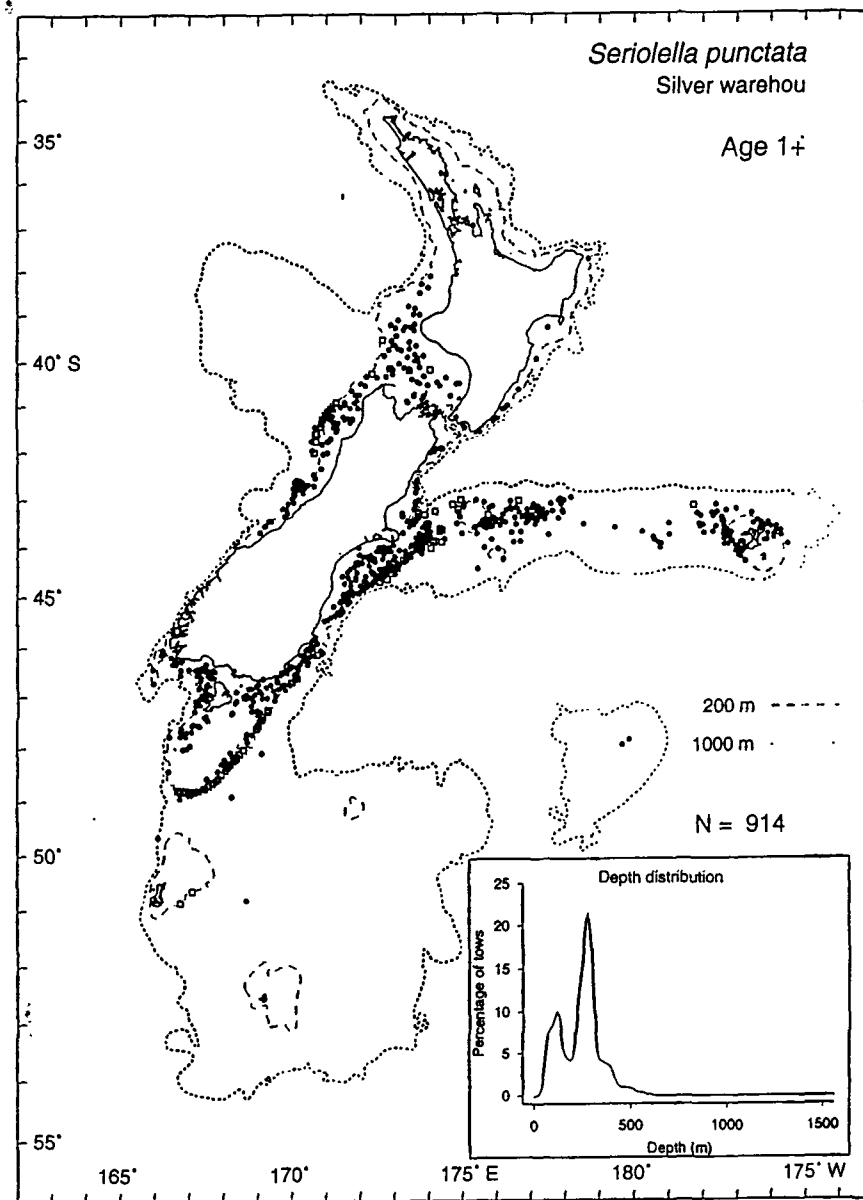 Seriolella punctata
Silver warehou
Age 1+
35°
40° S
45°
50°
55°
200 m
1000 m
N = 914
Depth distribution
Percentage of tows
25
20
15
10
5
0
0 500 1000 1500
Depth (m)
165° 170° 175° E 180° 175° W